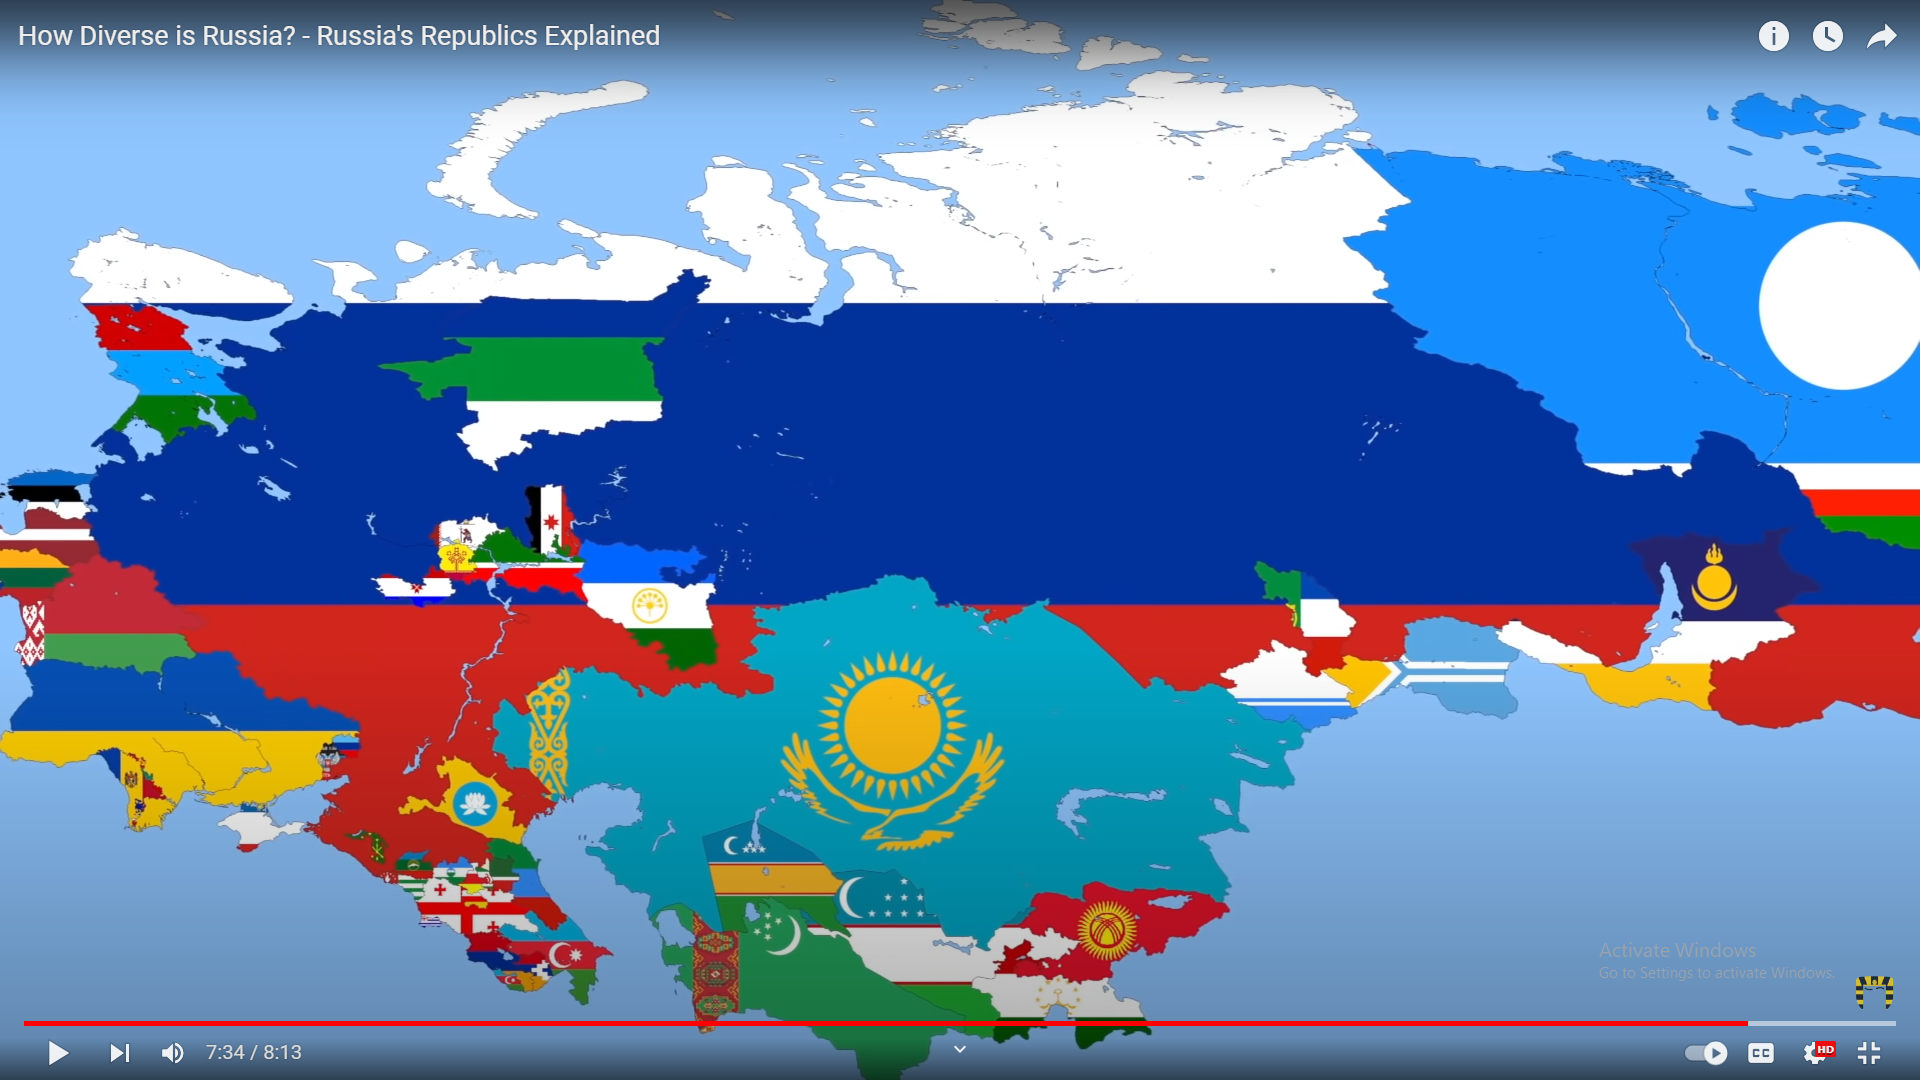 How Diverse is Russia? - Russia's Republics Explained
Activate Windows
Go to Settings to activate Windows.
7:34 / 8:13
CC
HD